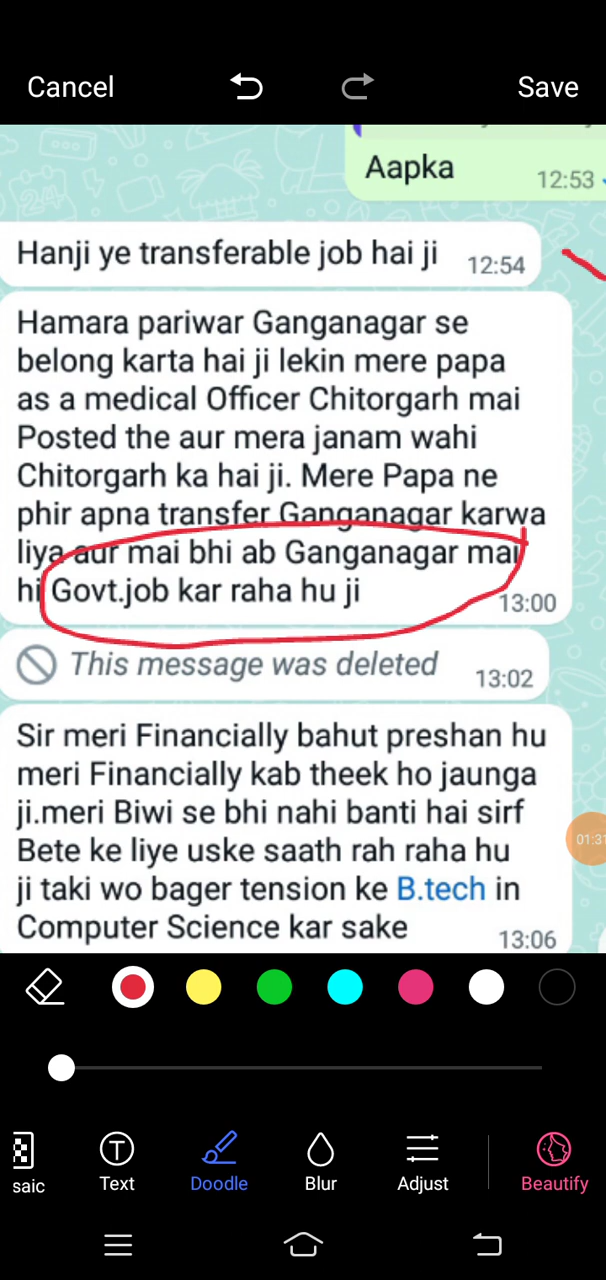 Cancel
Save
Aapka
12:53
Hanji ye transferable job hai ji
12:54
Hamara pariwar Ganganagar se
belong karta hai ji lekin mere papa
as a medical Officer Chitorgarh mai
Posted the aur mera janam wahi
Chitorgarh ka hai ji. Mere Papa ne
phir apna transfer Ganganagar karwa
liya aur mai bhi ab Ganganagar mai
hi Govt.job kar raha hu ji
13:00
This message was deleted
13:02
Sir meri Financially bahut preshan hu
meri Financially kab theek ho jaunga
ji.meri Biwi se bhi nahi banti hai sirf
Bete ke liye uske saath rah raha hu
ji taki wo bager tension ke B.tech in
Computer Science kar sake
13:06
01:31
saic
Text
Doodle
Blur
Adjust
Beautify